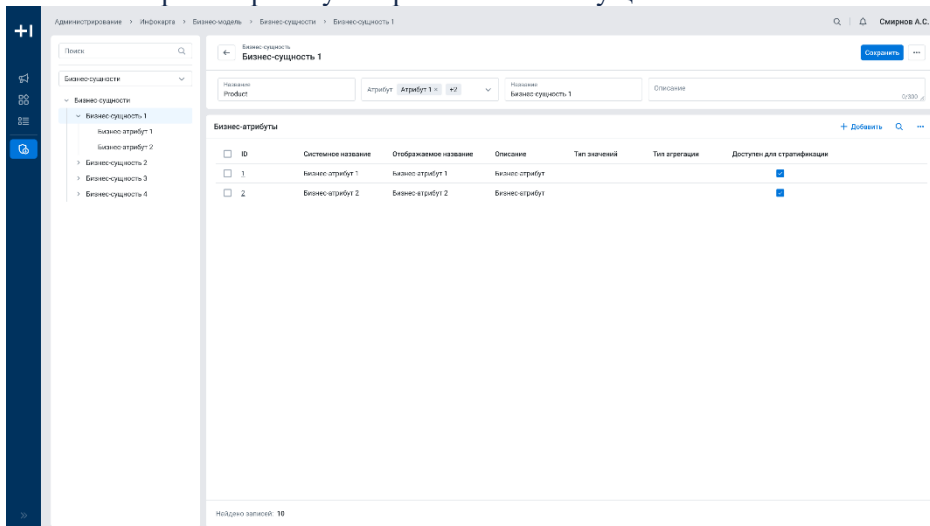 Администрирование > Инфокарта > Бизнес-модель > Бизнес-сущности > Бизнес-сущность 1
Смирнов А.С.
Поиск
Бизнес-сущности
Бизнес-сущности
Бизнес-сущность 1
Бизнес-атрибут 1
Бизнес-атрибут 2
Бизнес-сущность 2
Бизнес-сущность 3
Бизнес-сущность 4
Бизнес-сущность
Бизнес-сущность 1
Сохранить
Название
Product
Атрибут Атрибут 1 × +2
Название
Бизнес-сущность 1
Описание
0/300
Бизнес-атрибуты
+ Добавить
ID Системное название Отображаемое название Описание Тип значений Тип агрегации Доступен для стратификации
1 Бизнес-атрибут 1 Бизнес-атрибут 1 Бизнес-атрибут
2 Бизнес-атрибут 2 Бизнес-атрибут 2 Бизнес-атрибут
Найдено записей: 10